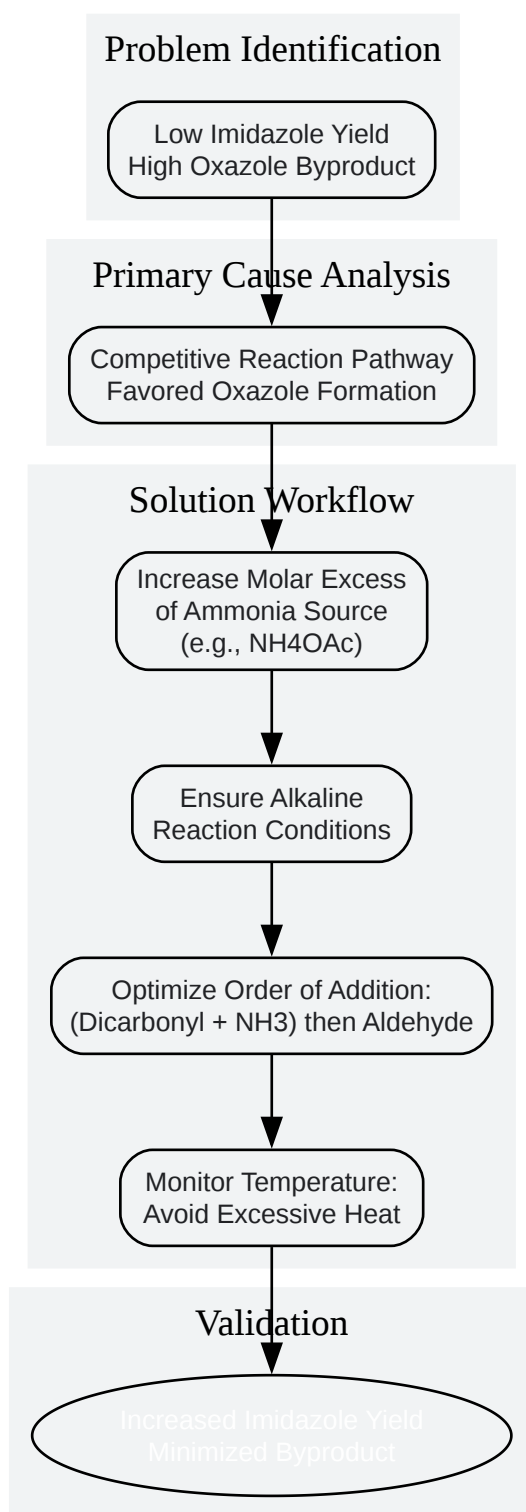 Problem Identification
Low Imidazole Yield
High Oxazole Byproduct
Primary Cause Analysis
Competitive Reaction Pathway
Favored Oxazole Formation
Solution Workflow
Increase Molar Excess
of Ammonia Source
(e.g., NH4OAc)
Ensure Alkaline
Reaction Conditions
Optimize Order of Addition:
(Dicarbonyl + NH3) then Aldehyde
Monitor Temperature:
Avoid Excessive Heat
Validation
Increased Imidazole Yield
Minimized Byproduct